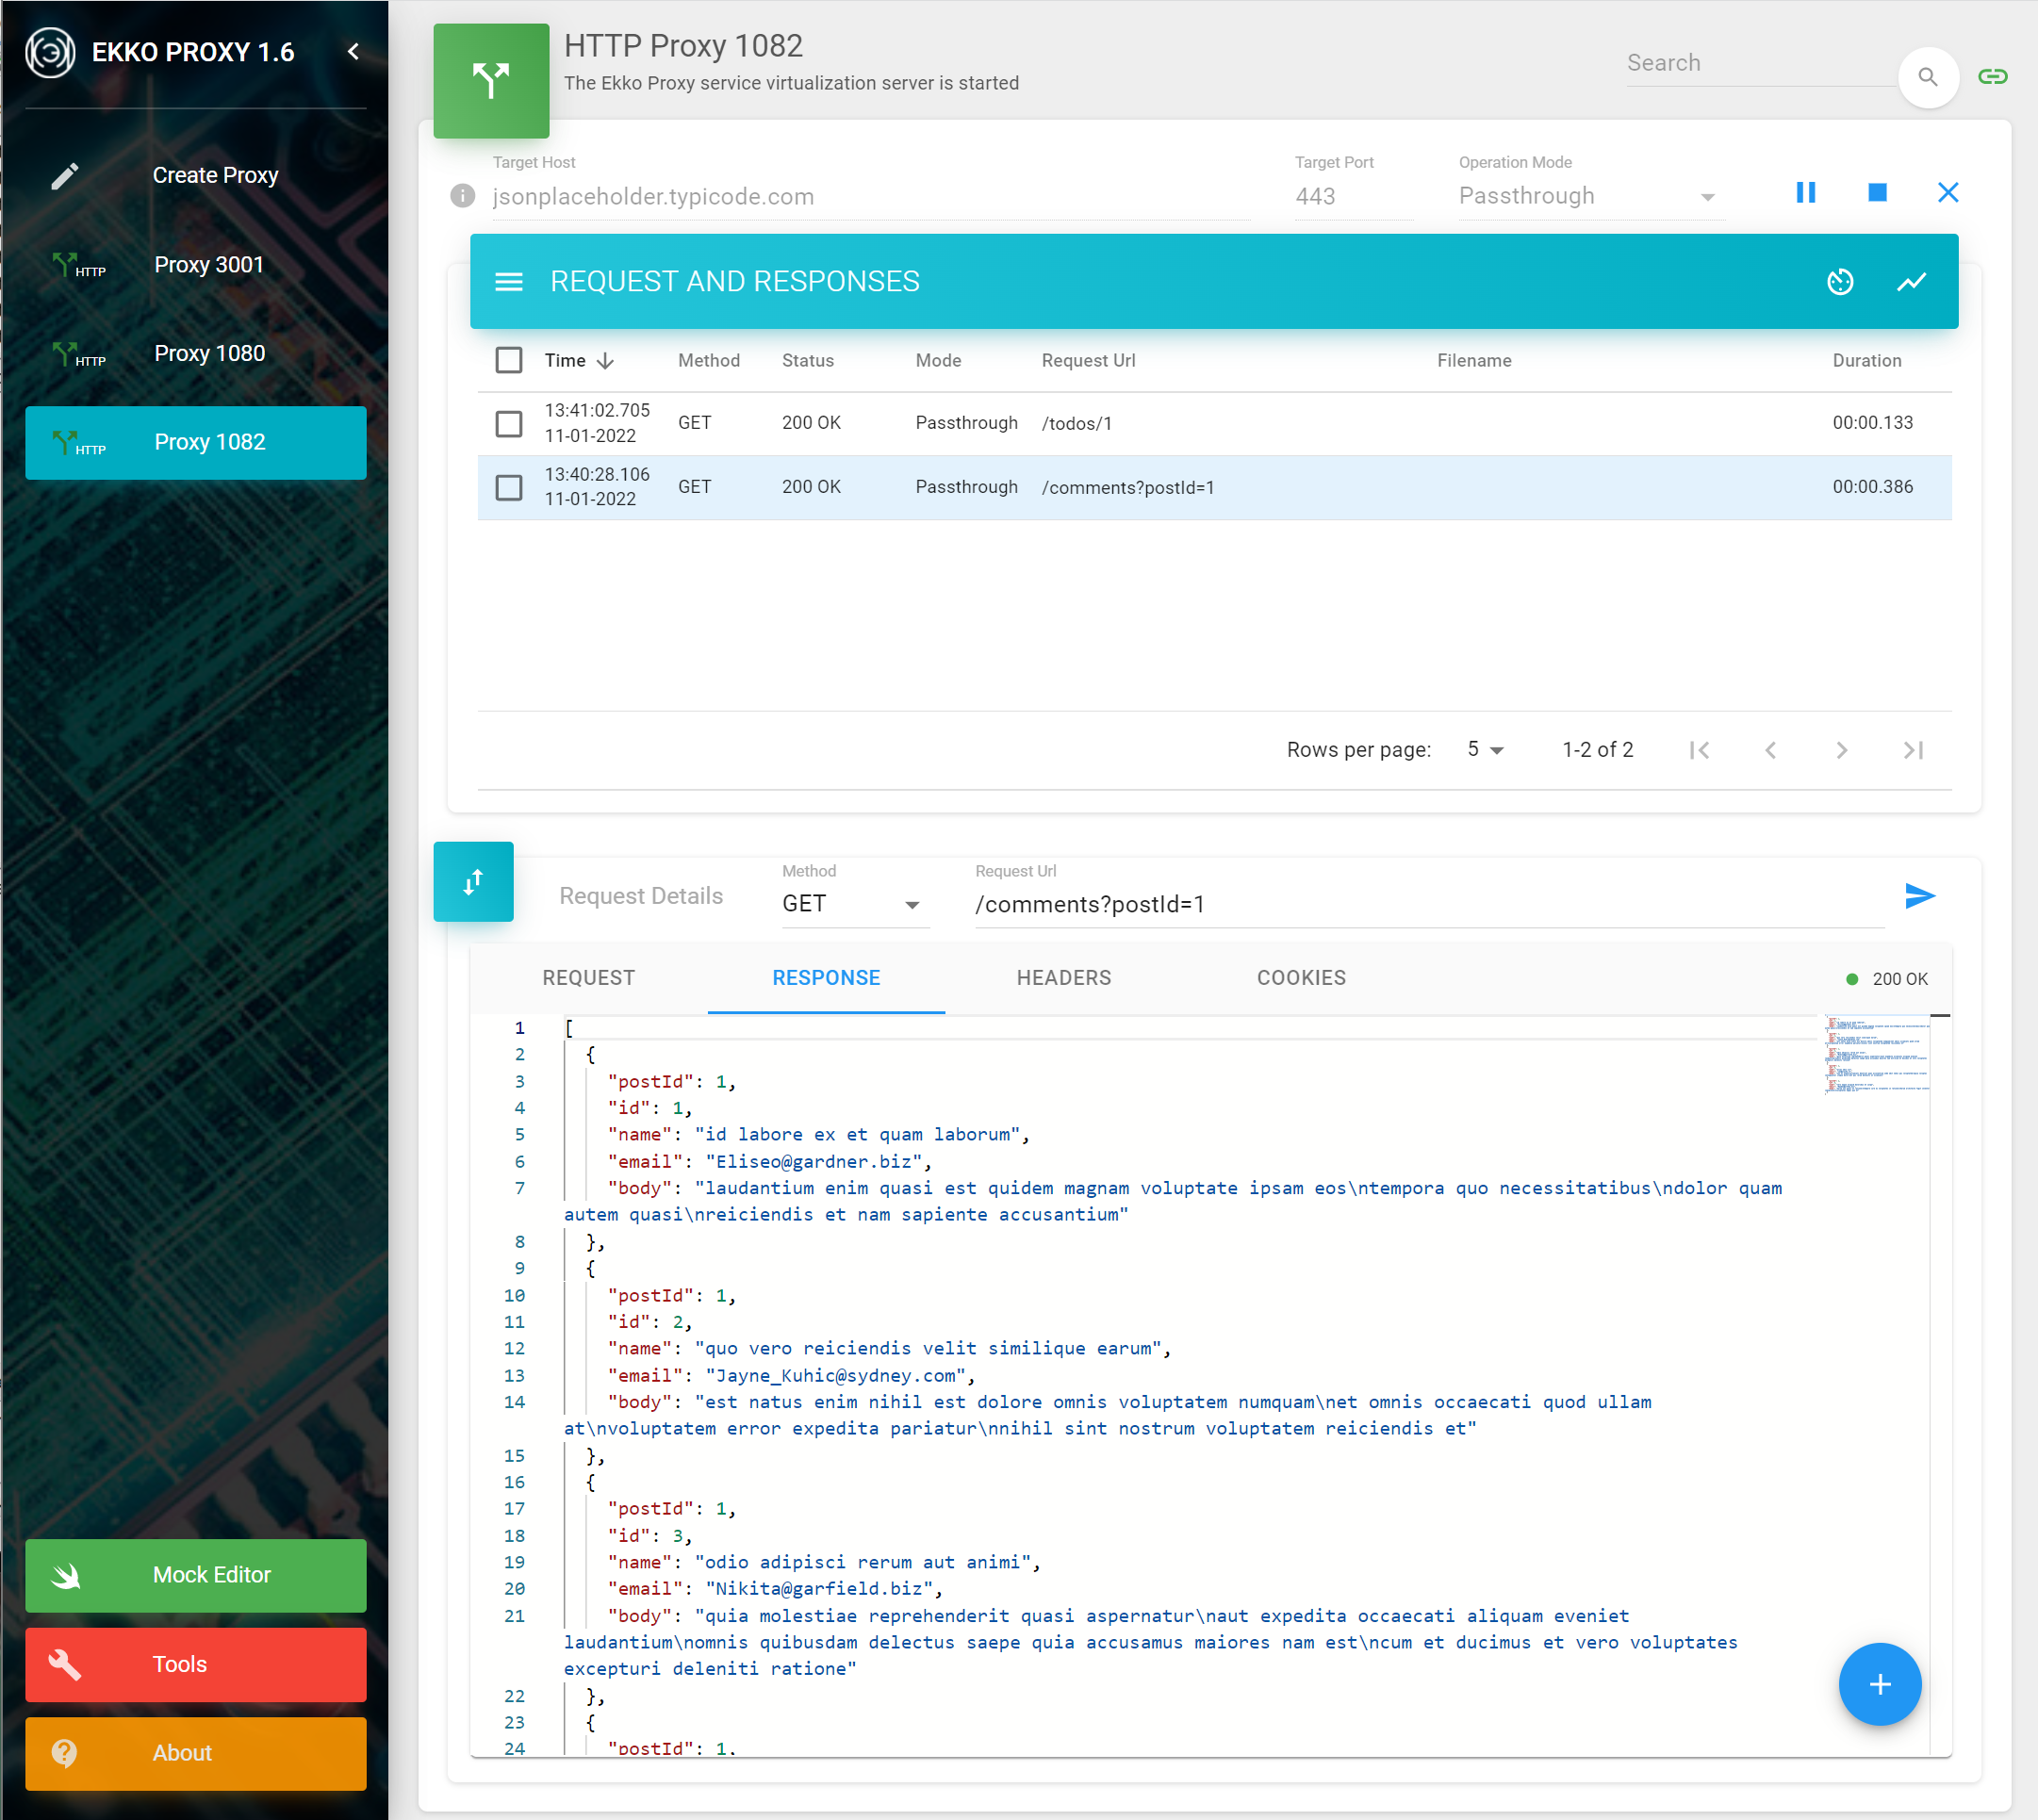 EKKO PROXY 1.6
Create Proxy
HTTP Proxy 3001
HTTP Proxy 1080
HTTP Proxy 1082
Mock Editor
Tools
About
HTTP Proxy 1082
The Ekko Proxy service virtualization server is started
Search
Target Host
jsonplaceholder.typicode.com
Target Port
443
Operation Mode
Passthrough
REQUEST AND RESPONSES
Time Method Status Mode Request Url Filename Duration
13:41:02.705
11-01-2022 GET 200 OK Passthrough /todos/1 00:00.133
13:40:28.106
11-01-2022 GET 200 OK Passthrough /comments?postId=1 00:00.386
Rows per page: 5 1-2 of 2
Request Details
Method
GET
Request Url
/comments?postId=1
REQUEST RESPONSE HEADERS COOKIES 200 OK
1 [
2 {
3 "postId": 1,
4 "id": 1,
5 "name": "id labore ex et quam laborum",
6 "email": "Eliseo@gardner.biz",
7 "body": "laudantium enim quasi est quidem magnam voluptate ipsam eos\ntempora quo necessitatibus\ndolor quam
autem quasi\nreiciendis et nam sapiente accusantium"
8 },
9 {
10 "postId": 1,
11 "id": 2,
12 "name": "quo vero reiciendis velit similique earum",
13 "email": "Jayne_Kuhic@sydney.com",
14 "body": "est natus enim nihil est dolore omnis voluptatem numquam\net omnis occaecati quod ullam
at\nvoluptatem error expedita pariatur\nnihil sint nostrum voluptatem reiciendis et"
15 },
16 {
17 "postId": 1,
18 "id": 3,
19 "name": "odio adipisci rerum aut animi",
20 "email": "Nikita@garfield.biz",
21 "body": "quia molestiae reprehenderit quasi aspernatur\naut expedita occaecati aliquam eveniet
laudantium\nomnis quibusdam delectus saepe quia accusamus maiores nam est\ncum et ducimus et vero voluptates
excepturi deleniti ratione"
22 },
23 {
24 "postId": 1,